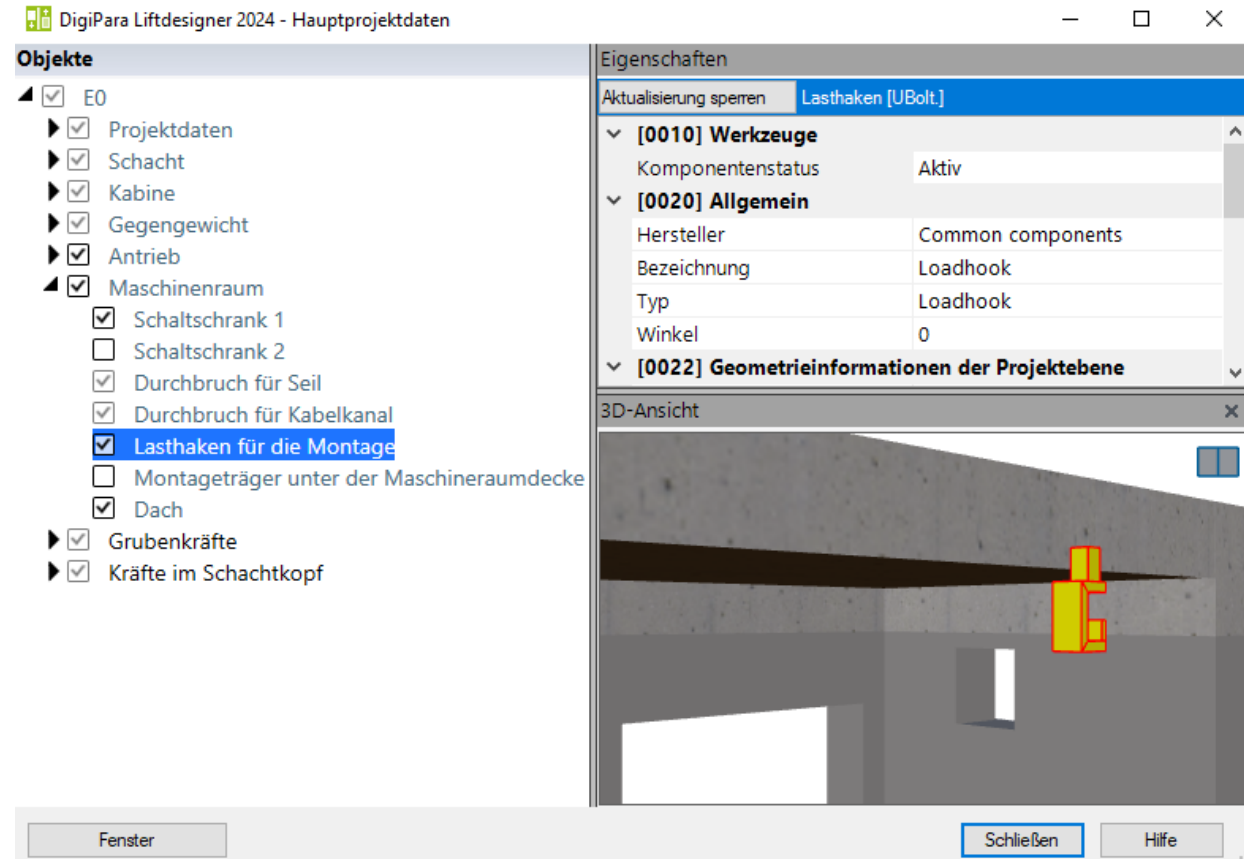 DigiPara Liftdesigner 2024 - Hauptprojektdaten
Objekte
E0
Projektdaten
Schacht
Kabine
Gegengewicht
Antrieb
Maschinenraum
Schaltschrank 1
Schaltschrank 2
Durchbruch für Seil
Durchbruch für Kabelkanal
Lasthaken für die Montage
Montageträger unter der Maschineraumdecke
Dach
Grubenkräfte
Kräfte im Schachtkopf
Eigenschaften
Aktualisierung sperren Lasthaken [UBolt.]
[0010] Werkzeuge
Komponentenstatus Aktiv
[0020] Allgemein
Hersteller Common components
Bezeichnung Loadhook
Typ Loadhook
Winkel 0
[0022] Geometrieinformationen der Projektebene
3D-Ansicht
Fenster Schließen Hilfe